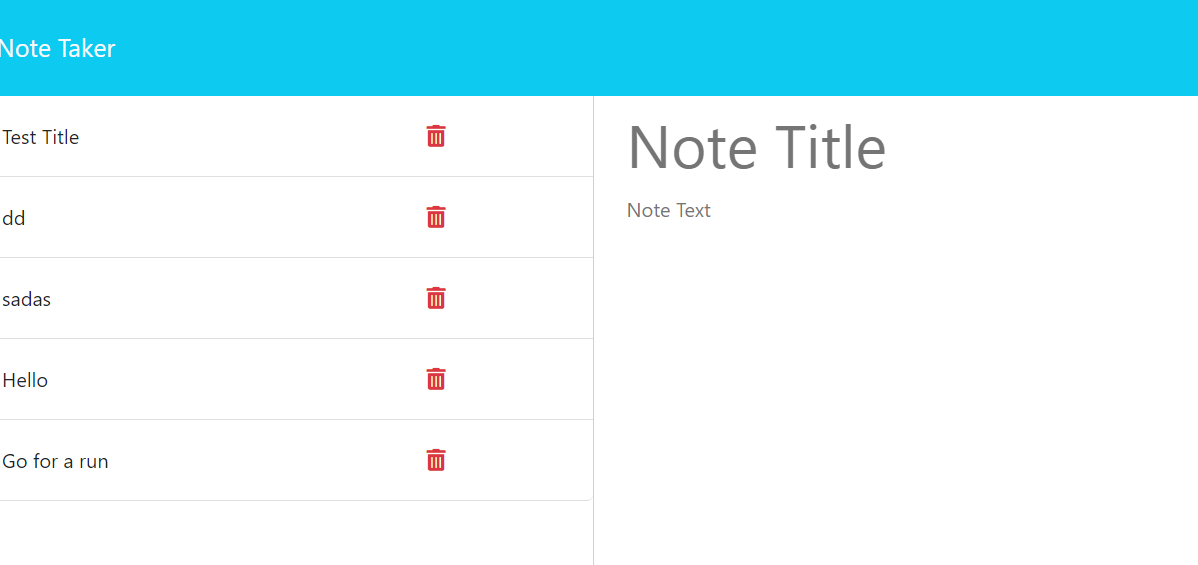 Note Taker
Test Title
dd
sadas
Hello
Go for a run
Note Title
Note Text